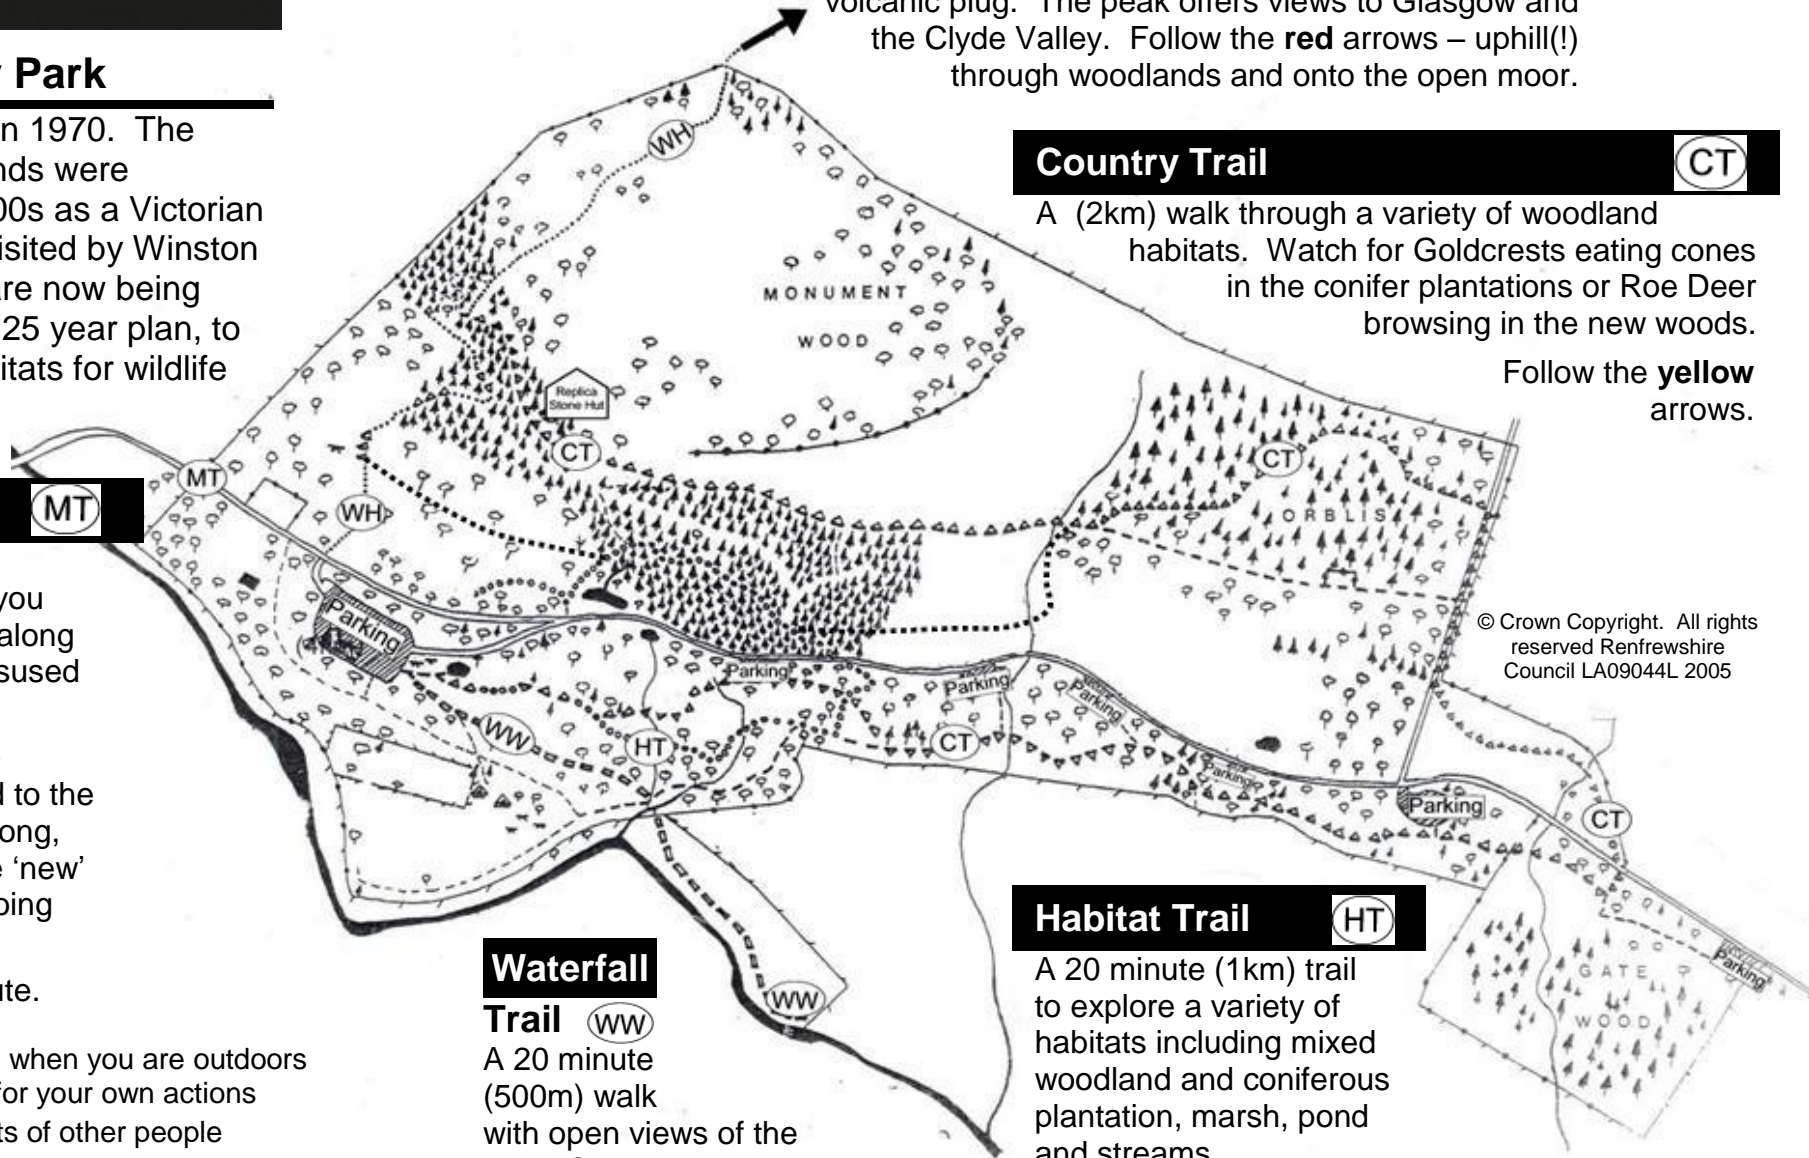 y Park
in 1970.  The
nds were
00s as a Victorian
isited by Winston
are now being
25 year plan, to
itats for wildlife
MT
you
along
sused
d to the
ong,
e ‘new’
ping
ute.
when you are outdoors
for your own actions
ts of other people
volcanic plug.  The peak offers views to Glasgow and
the Clyde Valley.  Follow the red arrows – uphill(!)
through woodlands and onto the open moor.
Country Trail
CT
A  (2km) walk through a variety of woodland
habitats.  Watch for Goldcrests eating cones
in the conifer plantations or Roe Deer
browsing in the new woods.
Follow the yellow
arrows.
WH
MONUMENT
WOOD
Replica
Stone Hut
CT
CT
MT
WH
ORBLIS
Parking
© Crown Copyright.  All rights
reserved Renfrewshire
Council LA09044L 2005
Parking
Parking
Parking
WW
HT
CT
Parking
Parking
CT
GATE
WOOD
Parking
WW
Waterfall
Trail
WW
A 20 minute
(500m) walk
with open views of the
Habitat Trail
HT
A 20 minute (1km) trail
to explore a variety of
habitats including mixed
woodland and coniferous
plantation, marsh, pond
and streams